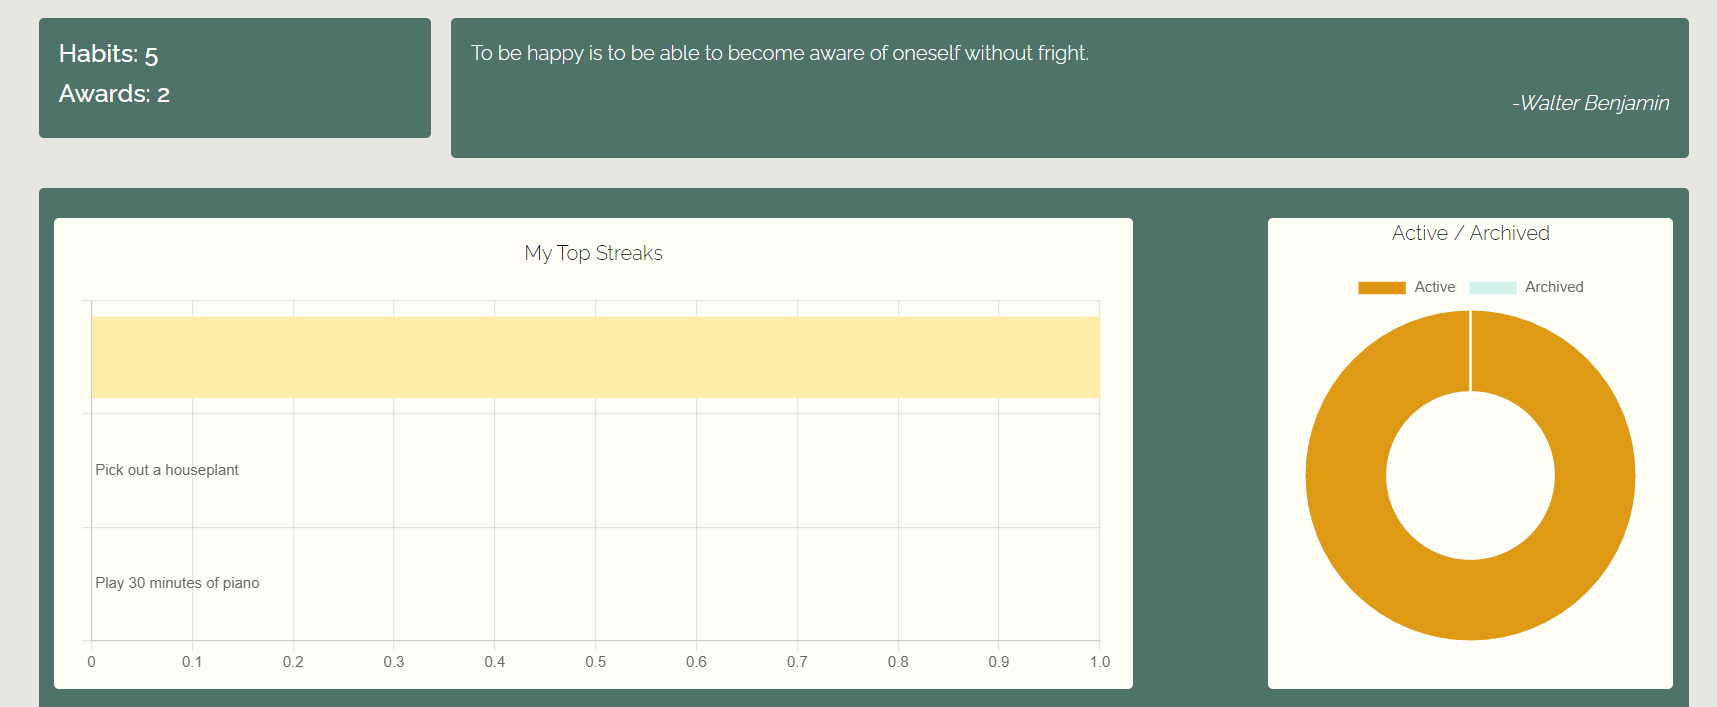 Habits: 5
Awards: 2
To be happy is to be able to become aware of oneself without fright.
-Walter Benjamin
My Top Streaks
Pick out a houseplant
Play 30 minutes of piano
0 0.1 0.2 0.3 0.4 0.5 0.6 0.7 0.8 0.9 1.0
Active / Archived
Active Archived